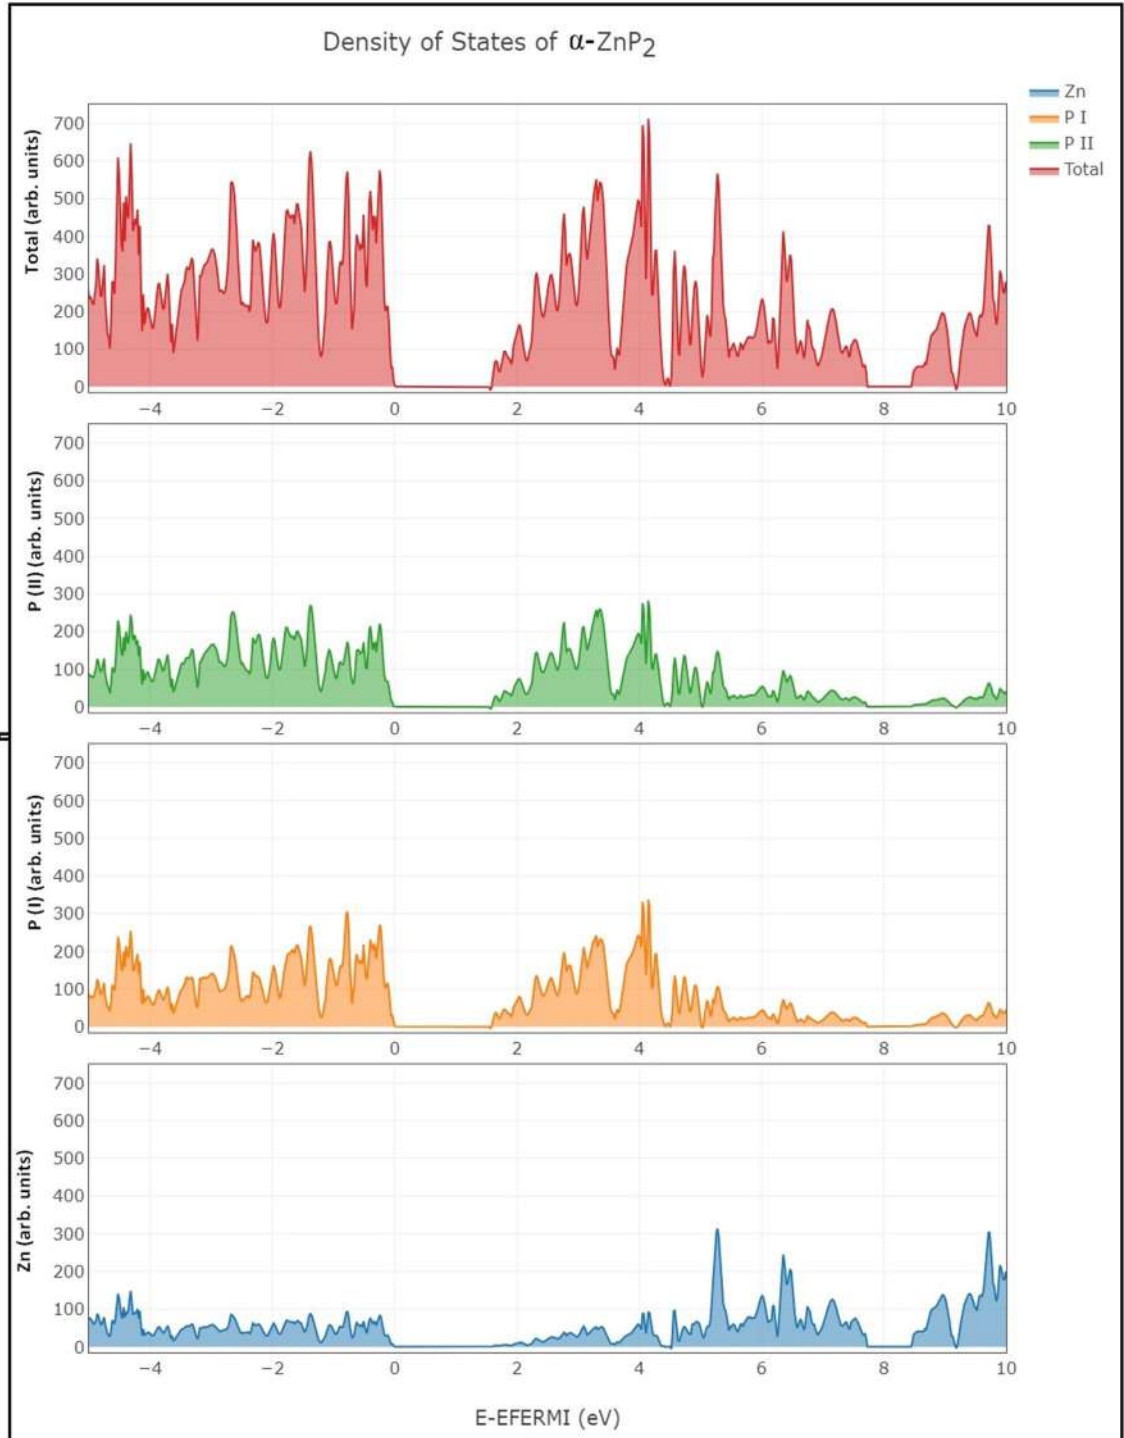 Density of States of α-ZnP2
Zn
P I
P II
Total
Total (arb. units)
700
600
500
400
300
200
100
0
−4 −2 0 2 4 6 8 10
P (II) (arb. units)
700
600
500
400
300
200
100
0
−4 −2 0 2 4 6 8 10
P (I) (arb. units)
700
600
500
400
300
200
100
0
−4 −2 0 2 4 6 8 10
Zn (arb. units)
700
600
500
400
300
200
100
0
−4 −2 0 2 4 6 8 10
E-EFERMI (eV)